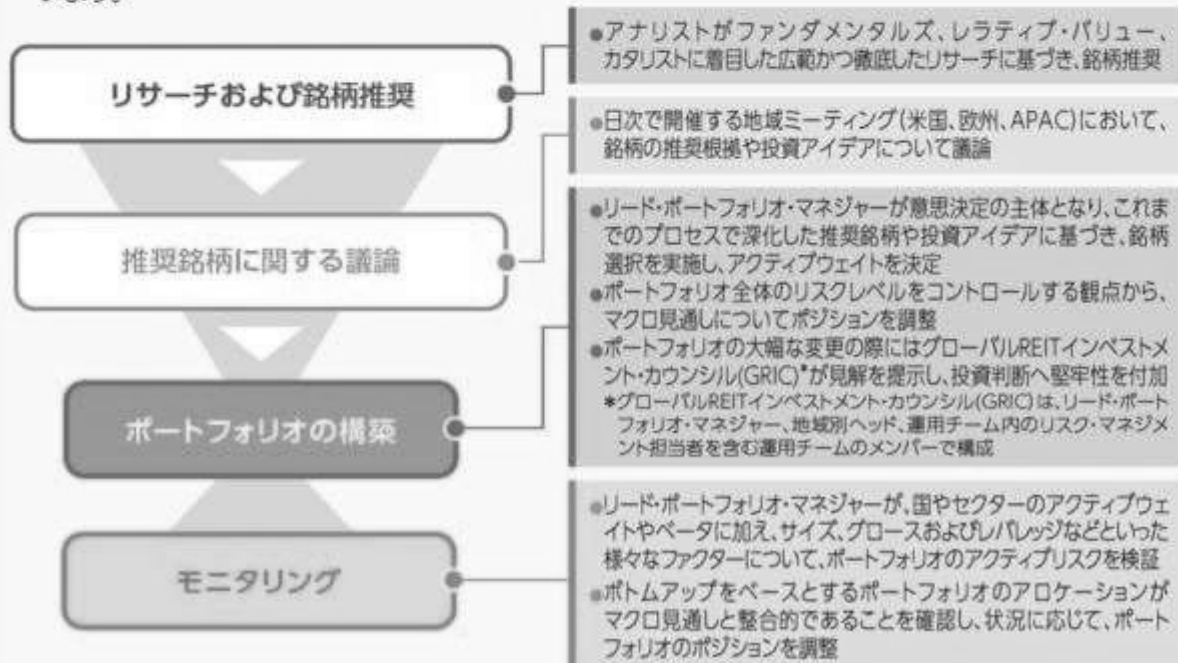 リサーチおよび銘柄推奨
●アナリストがファンダメンタルズ、レラティブ・バリュー、
カタリストに着目した広範かつ徹底したリサーチに基づき、銘柄推奨
推奨銘柄に関する議論
●日次で開催する地域ミーティング(米国、欧州、APAC)において、
銘柄の推奨根拠や投資アイデアについて議論
ポートフォリオの構築
●リード・ポートフォリオ・マネジャーが意思決定の主体となり、これま
でのプロセスで深化した推奨銘柄や投資アイデアに基づき、銘柄
選択を実施し、アクティブウェイトを決定
●ポートフォリオ全体のリスクレベルをコントロールする観点から、
マクロ見通しについてポジションを調整
●ポートフォリオの大幅な変更の際にはグローバルREITインベストメ
ント・カウンシル(GRIC)*が見解を提示し、投資判断へ堅牢性を付加
*グローバルREITインベストメント・カウンシル(GRIC)は、リード・ポート
フォリオ・マネジャー、地域別ヘッド、運用チーム内のリスク・マネジメ
ント担当者を含む運用チームのメンバーで構成
モニタリング
●リード・ポートフォリオ・マネジャーが、国やセクターのアクティブウェ
イトやベータに加え、サイズ、グロースおよびレバレッジなどといった
様々なファクターについて、ポートフォリオのアクティブリスクを検証
●ボトムアップをベースとするポートフォリオのアロケーションが
マクロ見通しと整合的であることを確認し、状況に応じて、ポート
フォリオのポジションを調整